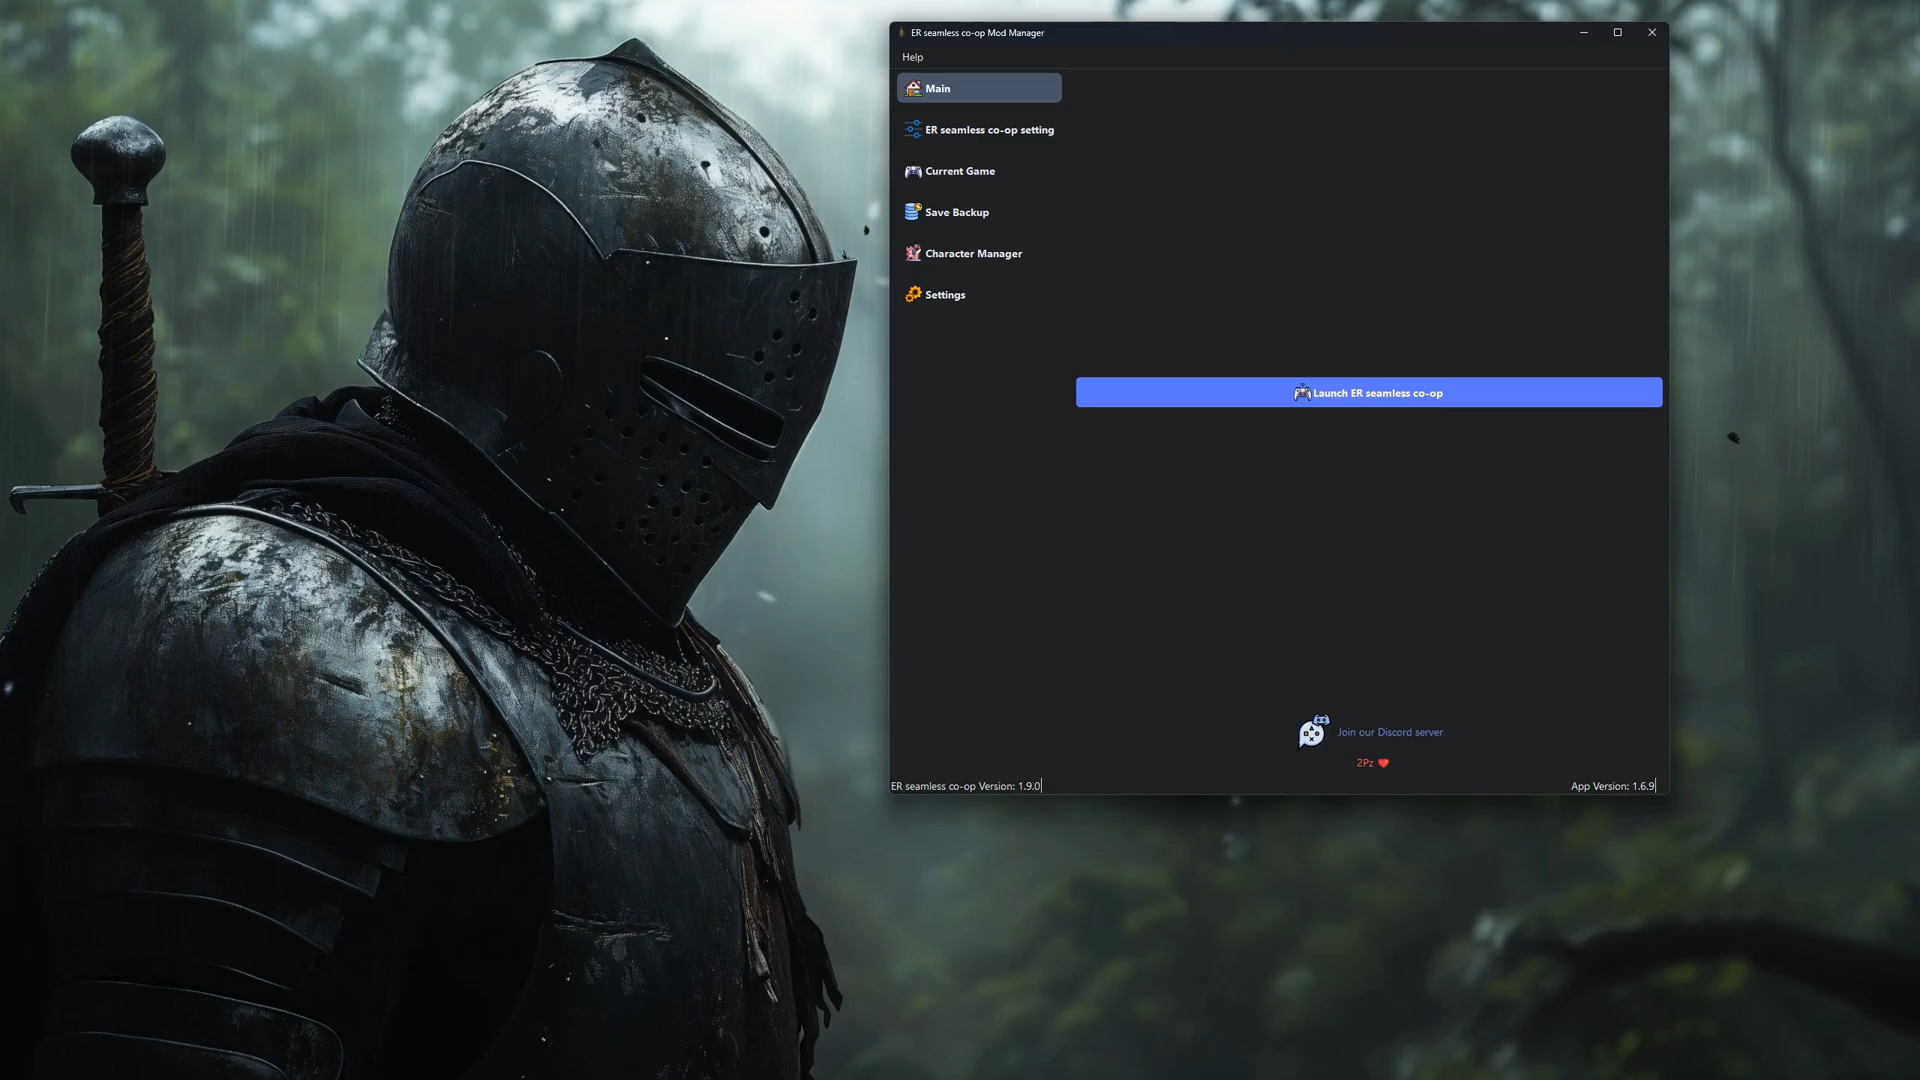 ER seamless co-op Mod Manager
Help
Main
ER seamless co-op setting
Current Game
Save Backup
Character Manager
Settings
Launch ER seamless co-op
Join our Discord server
2Pz ❤
ER seamless co-op Version: 1.9.0
App Version: 1.6.9